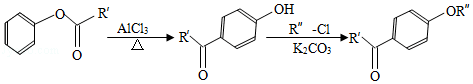 O R' AlCl3 OH R'' -Cl OR''
O △ R' K2CO3 R'
O O